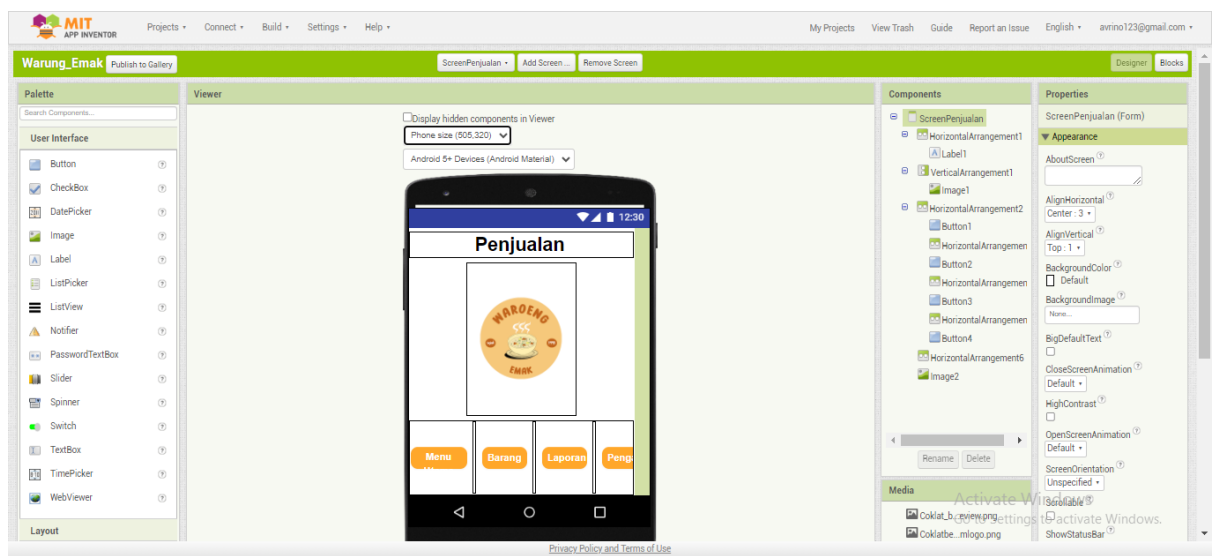 MIT
APP INVENTOR
Projects
Connect
Build
Settings
Help
My Projects
View Trash
Guide
Report an Issue
English
avrino123@gmail.com
Warung_Emak
Publish to Gallery
ScreenPenjualan
Add Screen ...
Remove Screen
Designer
Blocks
Palette
Search Components...
User Interface
Button
CheckBox
DatePicker
Image
Label
ListPicker
ListView
Notifier
PasswordTextBox
Slider
Spinner
Switch
TextBox
TimePicker
WebViewer
Layout
Viewer
Display hidden components in Viewer
Phone size (505,320)
Android 5+ Devices (Android Material)
12:30
Penjualan
WAROENG
EMAK
Menu
Barang
Laporan
Peng
Components
ScreenPenjualan
HorizontalArrangement1
Label1
VerticalArrangement1
Image1
HorizontalArrangement2
Button1
HorizontalArrangemen
Button2
HorizontalArrangemen
Button3
HorizontalArrangemen
Button4
HorizontalArrangement6
Image2
Rename
Delete
Media
Coklat_b...eview.png
Coklatbe...mlogo.png
Properties
ScreenPenjualan (Form)
Appearance
AboutScreen
AlignHorizontal
Center : 3
AlignVertical
Top : 1
BackgroundColor
Default
BackgroundImage
None...
BigDefaultText
CloseScreenAnimation
Default
HighContrast
OpenScreenAnimation
Default
ScreenOrientation
Unspecified
Scrollable
ShowStatusBar
Activate Windows
Go to Settings to activate Windows.
Privacy Policy and Terms of Use